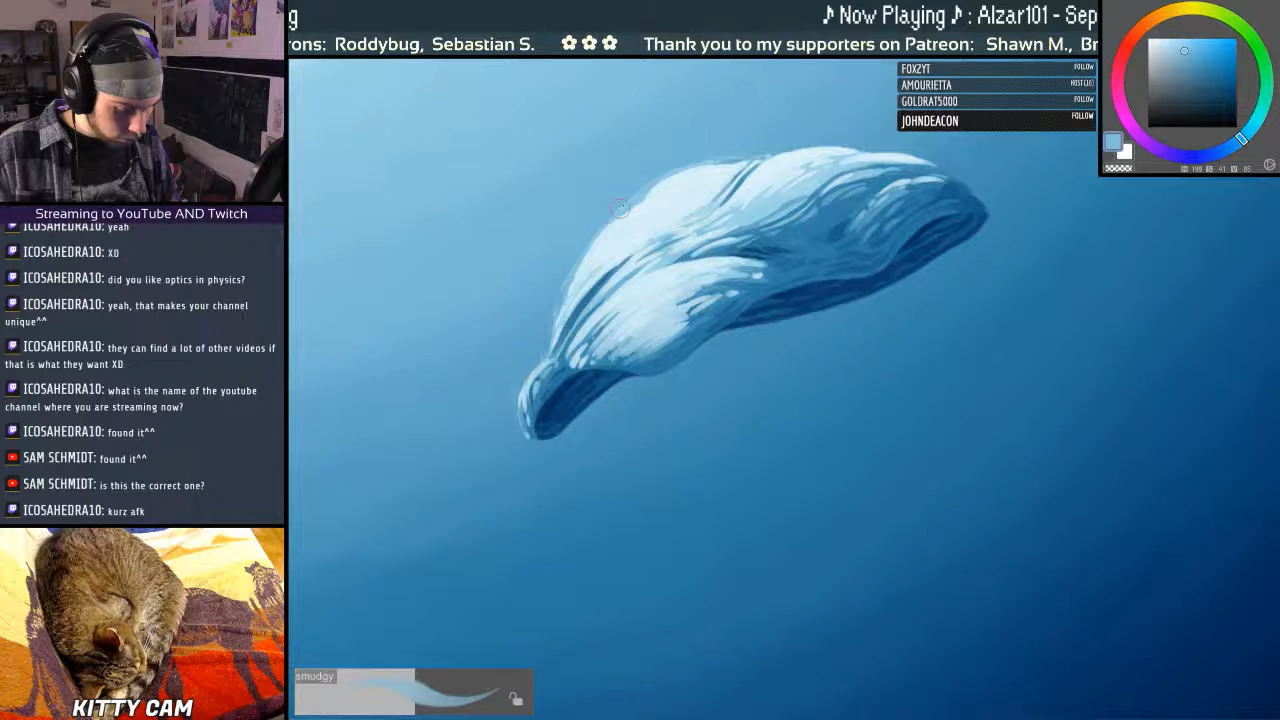 g
♪ Now Playing ♪ : Alzar101 - Sep
rons: Roddybug, Sebastian S. ✿ ✿ ✿ Thank you to my supporters on Patreon: Shawn M., Br
FOXZYT FOLLOW
AMOURIETTA HOST (16)
GOLDRAT5000 FOLLOW
JOHNDEACON FOLLOW
199 S: 41 V: 85
Streaming to YouTube AND Twitch
ICOSAHEDRA10: yeah
ICOSAHEDRA10: XD
ICOSAHEDRA10: did you like optics in physics?
ICOSAHEDRA10: yeah, that makes your channel
unique^^
ICOSAHEDRA10: they can find a lot of other videos if
that is what they want XD
ICOSAHEDRA10: what is the name of the youtube
channel where you are streaming now?
ICOSAHEDRA10: found it^^
SAM SCHMIDT: found it^^
SAM SCHMIDT: is this the correct one?
ICOSAHEDRA10: kurz afk
KITTY CAM
smudgy